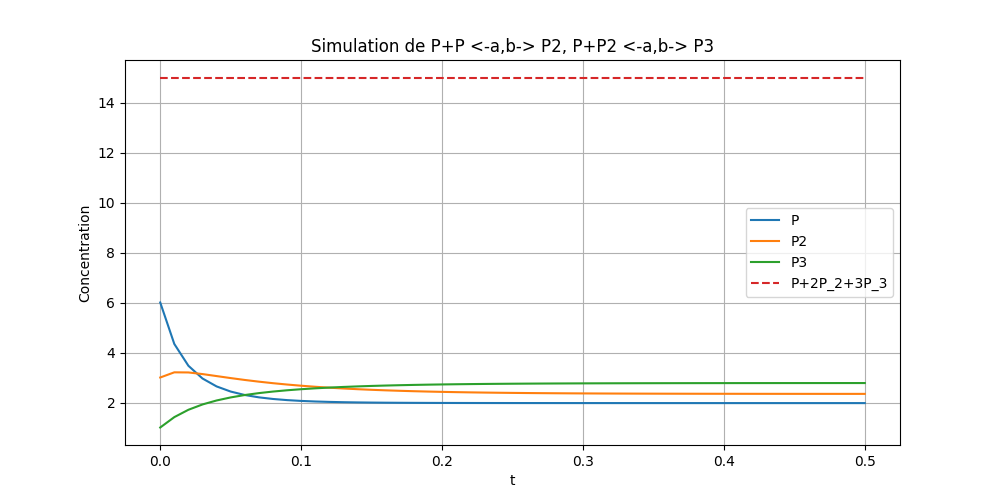 Simulation de P+P <-a,b-> P2, P+P2 <-a,b-> P3
Concentration
14
12
10
8
6
4
2
P
P2
P3
P+2P_2+3P_3
0.0
0.1
0.2
0.3
0.4
0.5
t